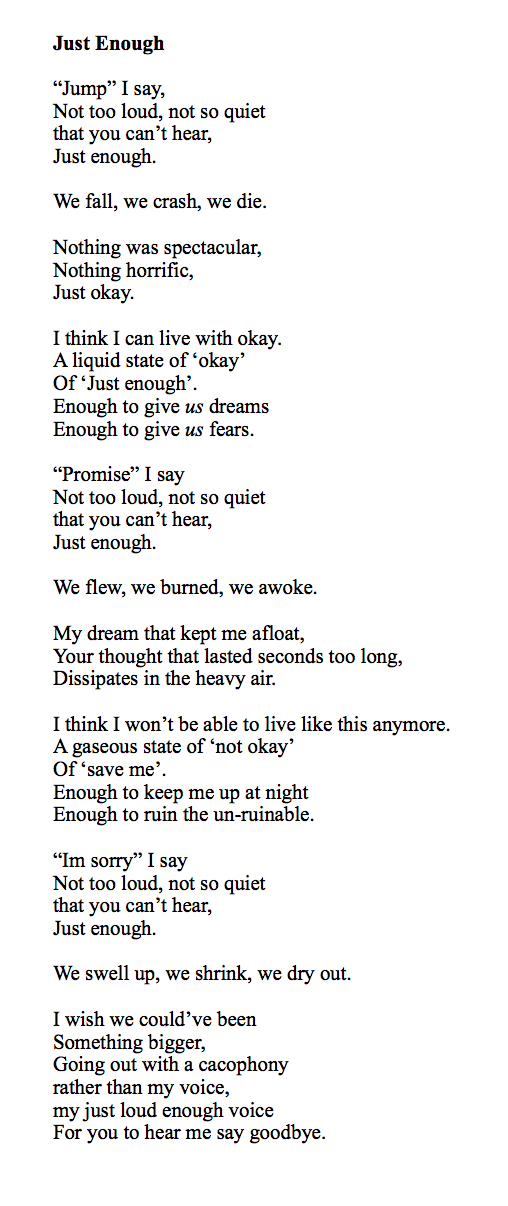 Just Enough
“Jump” I say,
Not too loud, not so quiet
that you can’t hear,
Just enough.
We fall, we crash, we die.
Nothing was spectacular,
Nothing horrific,
Just okay.
I think I can live with okay.
A liquid state of ‘okay’
Of ‘Just enough’.
Enough to give us dreams
Enough to give us fears.
“Promise” I say
Not too loud, not so quiet
that you can’t hear,
Just enough.
We flew, we burned, we awoke.
My dream that kept me afloat,
Your thought that lasted seconds too long,
Dissipates in the heavy air.
I think I won’t be able to live like this anymore.
A gaseous state of ‘not okay’
Of ‘save me’.
Enough to keep me up at night
Enough to ruin the un-ruinable.
“Im sorry” I say
Not too loud, not so quiet
that you can’t hear,
Just enough.
We swell up, we shrink, we dry out.
I wish we could’ve been
Something bigger,
Going out with a cacophony
rather than my voice,
my just loud enough voice
For you to hear me say goodbye.